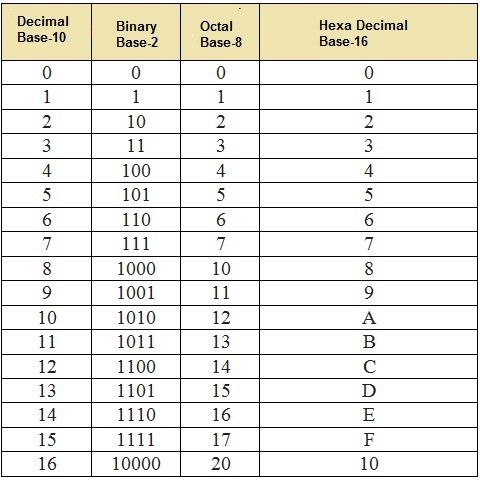 Decimal Base-10 Binary Base-2 Octal Base-8 Hexa Decimal Base-16
0 0 0 0
1 1 1 1
2 10 2 2
3 11 3 3
4 100 4 4
5 101 5 5
6 110 6 6
7 111 7 7
8 1000 10 8
9 1001 11 9
10 1010 12 A
11 1011 13 B
12 1100 14 C
13 1101 15 D
14 1110 16 E
15 1111 17 F
16 10000 20 10